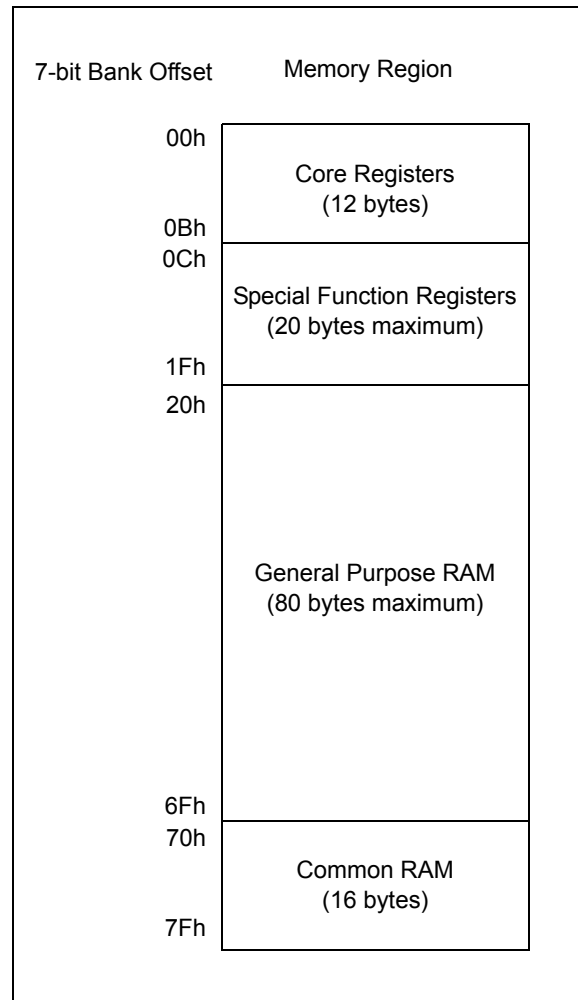 7-bit Bank Offset Memory Region
00h
Core Registers
(12 bytes)
0Bh
0Ch
Special Function Registers
(20 bytes maximum)
1Fh
20h
General Purpose RAM
(80 bytes maximum)
6Fh
70h
Common RAM
(16 bytes)
7Fh